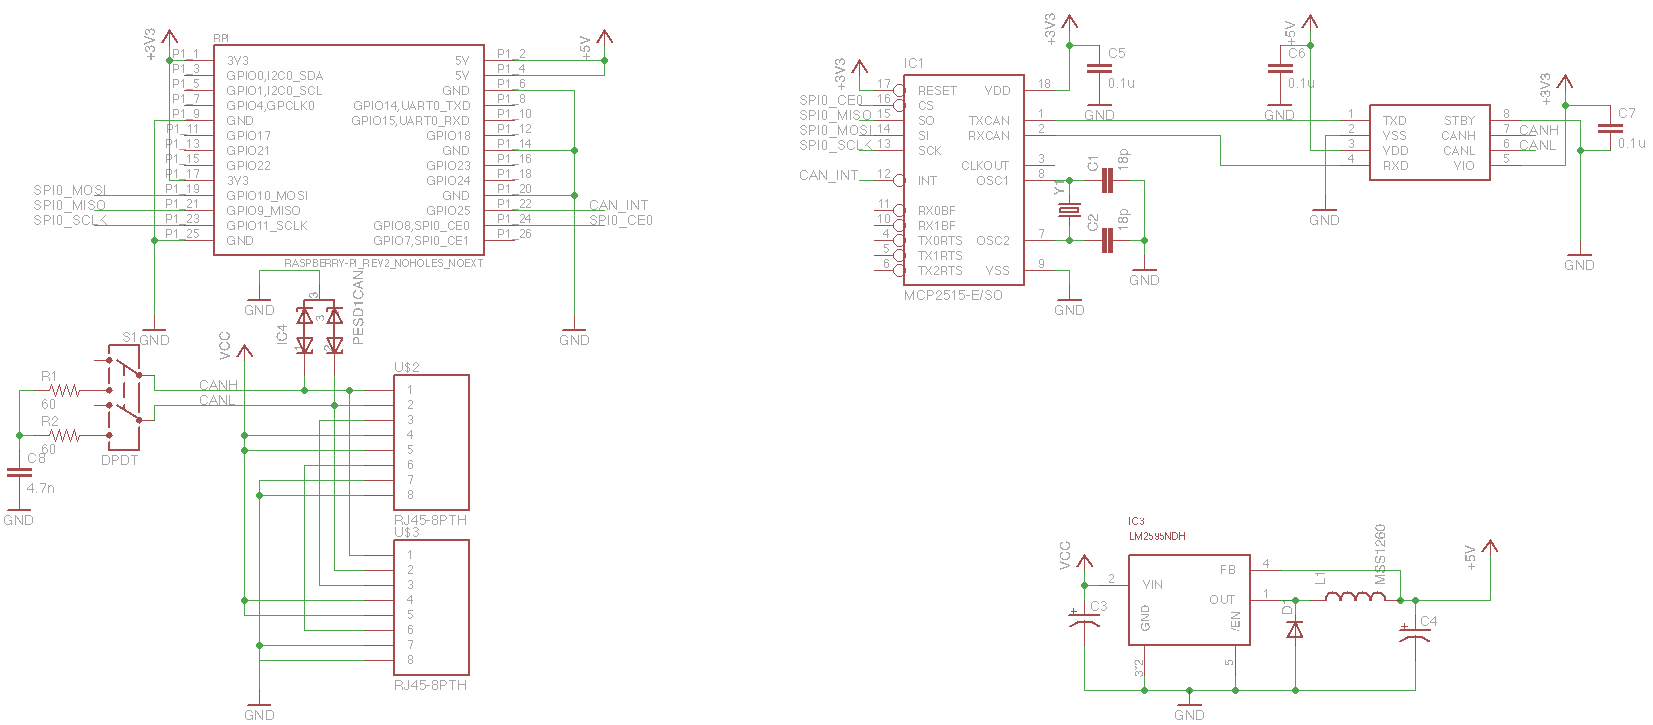 +3V3
RPI
+5V
P1_1 3V3 5V P1_2
P1_3 GPIO0,I2C0_SDA 5V P1_4
P1_5 GPIO1,I2C0_SCL GND P1_6
P1_7 GPIO4,GPCLK0 GPIO14,UART0_TXD P1_8
P1_9 GND GPIO15,UART0_RXD P1_10
P1_11 GPIO17 GPIO18 P1_12
P1_13 GPIO21 GND P1_14
P1_15 GPIO22 GPIO23 P1_16
P1_17 3V3 GPIO24 P1_18
SPI0_MOSI P1_19 GPIO10_MOSI GND P1_20
SPI0_MISO P1_21 GPIO9_MISO GPIO25 P1_22 CAN_INT
SPI0_SCLK P1_23 GPIO11_SCLK GPIO8,SPI0_CE0 P1_24 SPI0_CE0
P1_25 GND GPIO7,SPI0_CE1 P1_26
RASPBERRY-PI_REV2_NOHOLES_NOEXT
GND
GND
+3V3
IC1
+3V3
C5
0.1u
GND
17 RESET VDD 18
SPI0_CE0 16 CS
SPI0_MISO 15 SO TXCAN 1
SPI0_MOSI 14 SI RXCAN 2
SPI0_SCLK 13 SCK
CLKOUT 3
CAN_INT 12 INT OSC1 8
11 RX0BF
10 RX1BF
4 TX0RTS OSC2 7
5 TX1RTS
6 TX2RTS VSS 9
MCP2515-E/SO
Y1
C1
18p
C2
18p
GND
GND
+5V
C6
0.1u
GND
+3V3
C7
0.1u
1 TXD STBY 8
2 VSS CANH 7 CANH
3 VDD CANL 6 CANL
4 RXD VIO 5
GND
GND
GND
IC4
3
3
1
2
PESD1CAN
VCC
S1
DPDT
R1
60
R2
60
C8
4.7n
GND
CANH
CANL
U$2
1
2
3
4
5
6
7
8
RJ45-8PTH
U$3
1
2
3
4
5
6
7
8
RJ45-8PTH
GND
IC3
LM2595NDH
VCC
C3
2 VIN FB 4
OUT 1
GND
/EN
3*2
5
D1
L1
MSS1260
+5V
C4
GND